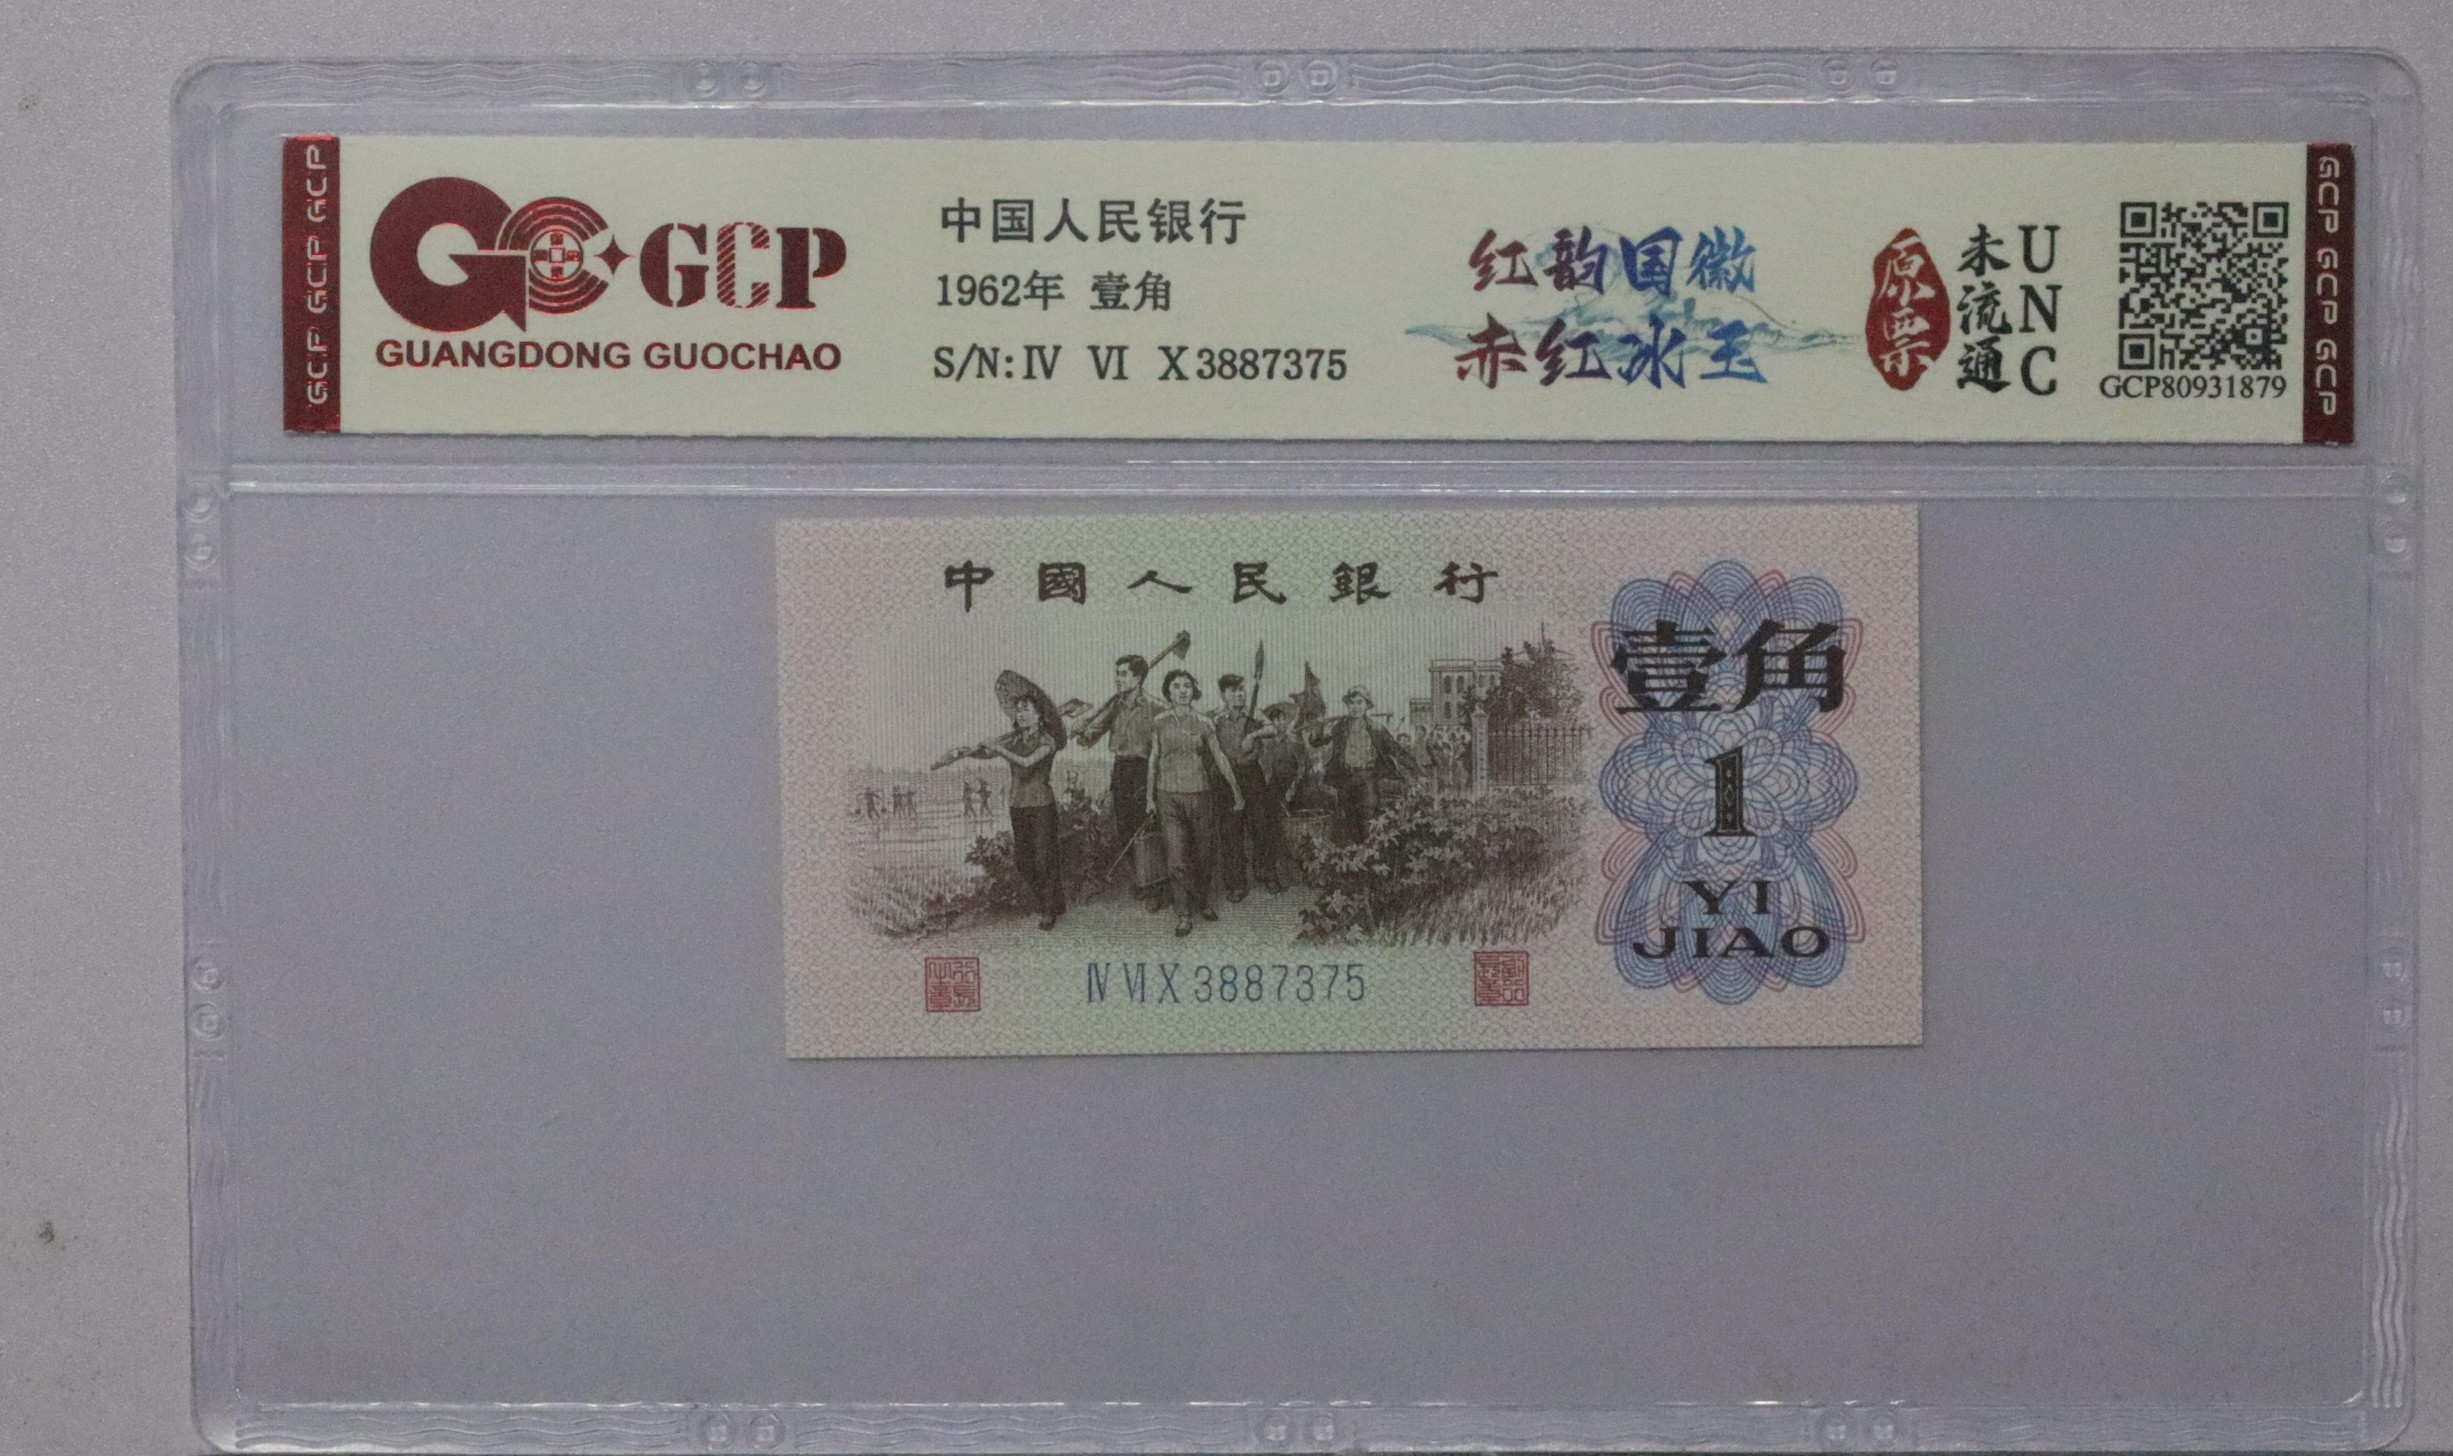 GCP GCP GCP
GCP
GUANGDONG GUOCHAO
中国人民银行
1962年 壹角
S/N: IV VI X 3887375
红韵国徽
赤红冰玉
原票
未流通
UNC
GCP80931879
GCP GCP GCP
中國人民銀行
壹角
1
YI
JIAO
IV VI X 3887375